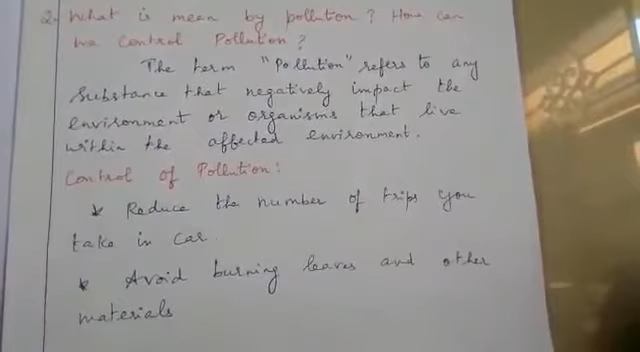 2. What is mean by pollution? How can
we control Pollution?
The term "Pollution" refers to any
Substance that negatively impact the
environment or organisms that live
within the affected environment.
Control of Pollution:
* Reduce the number of trips you
take in car.
* Avoid burning leaves and other
materials